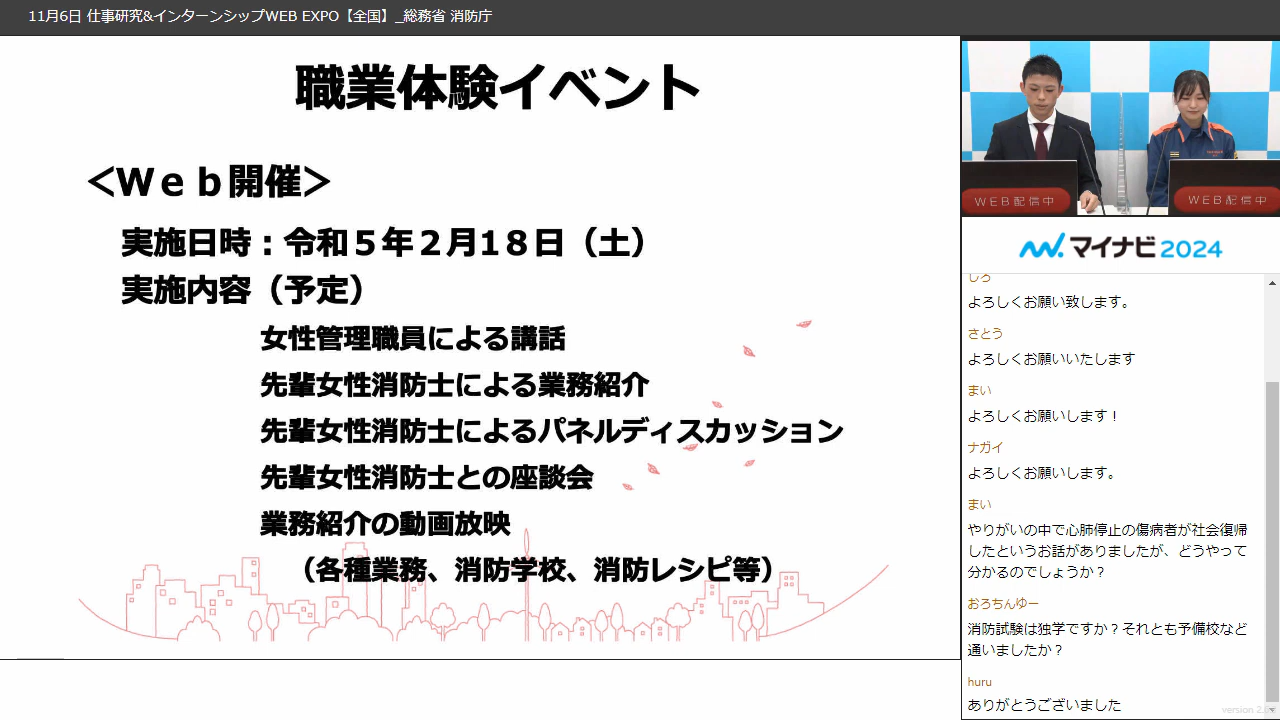 11月6日 仕事研究&インターンシップWEB EXPO【全国】_総務省 消防庁
職業体験イベント
＜Ｗｅｂ開催＞
実施日時：令和５年２月1８日（土）
実施内容（予定）
女性管理職員による講話
先輩女性消防士による業務紹介
先輩女性消防士によるパネルディスカッション
先輩女性消防士との座談会
業務紹介の動画放映
（各種業務、消防学校、消防レシピ等）
WEB配信中
WEB配信中
マイナビ2024
しろ
よろしくお願い致します。
さとう
よろしくお願いいたします
まい
よろしくお願いします！
ナガイ
よろしくお願いします。
まい
やりがいの中で心肺停止の傷病者が社会復帰
したというお話がありましたが、どうやって
分かるのでしょうか？
おろちんゆー
消防試験は独学ですか？それとも予備校など
通いましたか？
huru
ありがとうございました